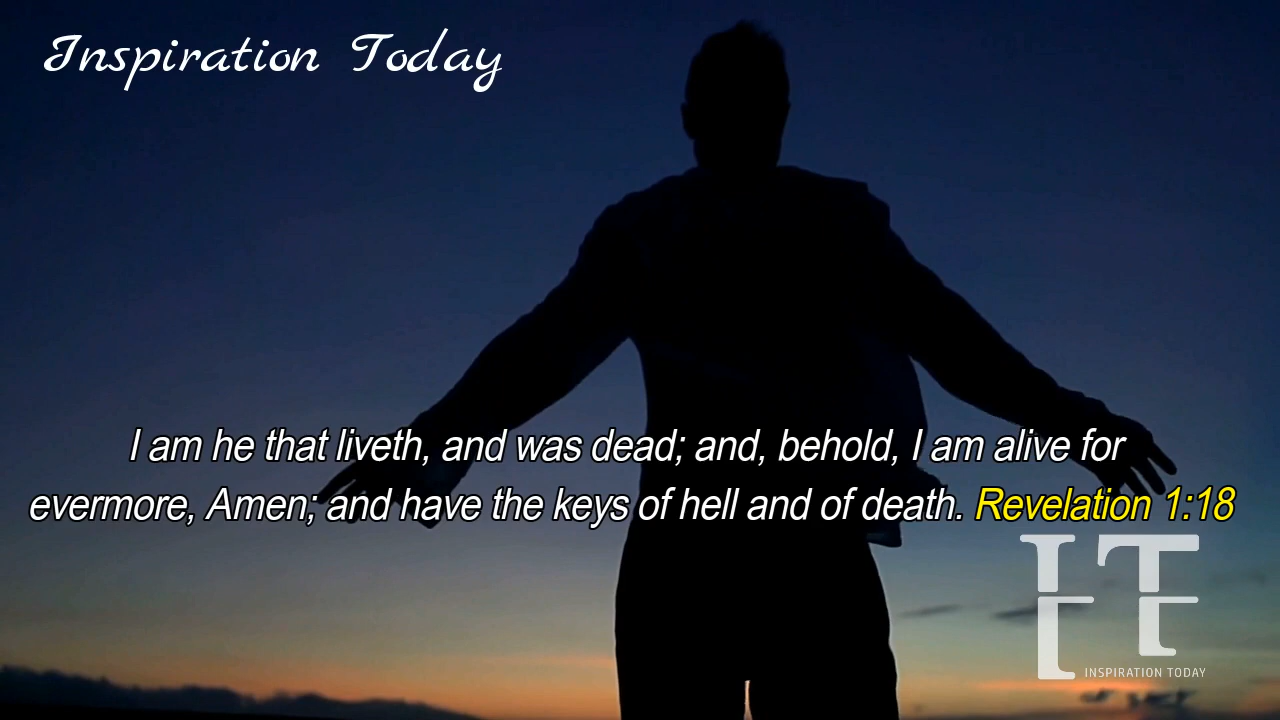 Inspiration Today
I am he that liveth, and was dead; and, behold, I am alive for
evermore, Amen; and have the keys of hell and of death. Revelation 1:18
INSPIRATION TODAY